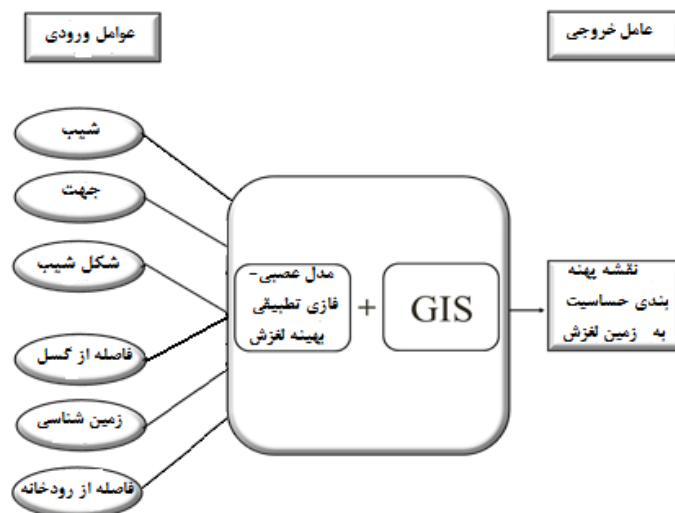 عوامل ورودی
عامل خروجی
شیب
جهت
شکل شیب
فاصله از گسل
زمین شناسی
فاصله از رودخانه
مدل عصبی-
فازی تطبیقی
بهینه لغزش
+
GIS
نقشه پهنه
بندی حساسیت
به زمین لغزش